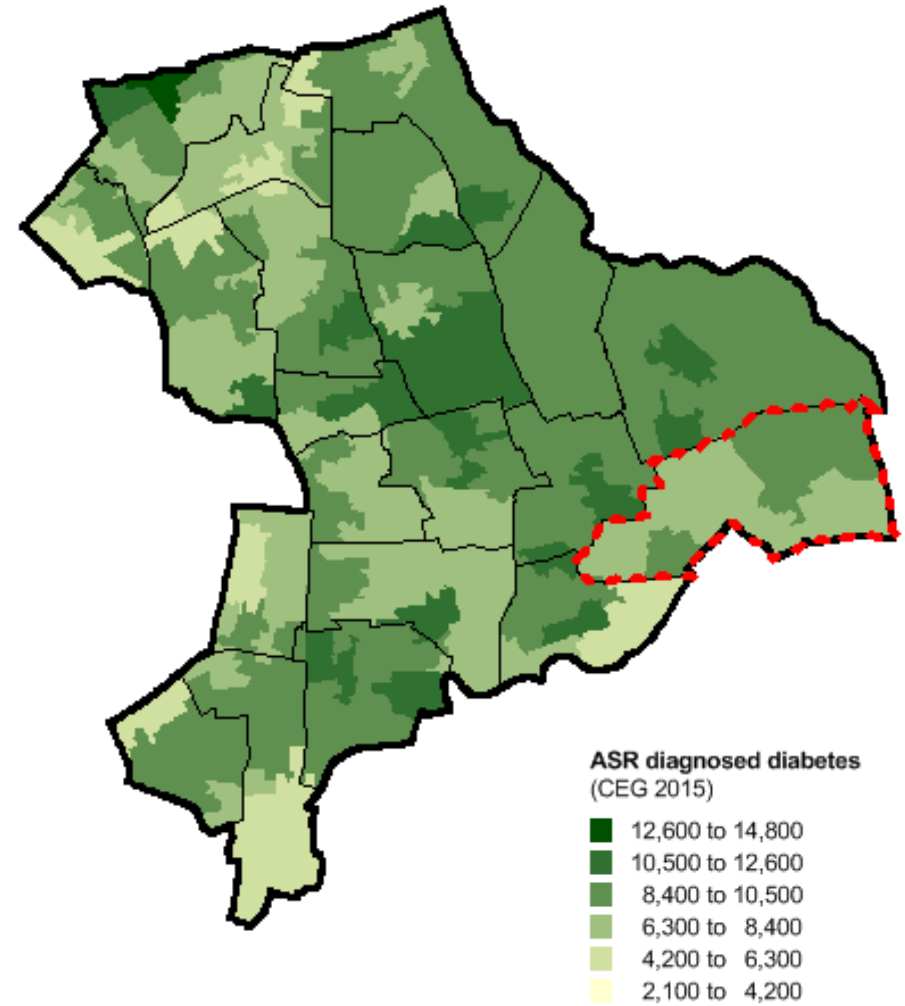 ASR diagnosed diabetes
(CEG 2015)
12,600 to 14,800
10,500 to 12,600
8,400 to 10,500
6,300 to 8,400
4,200 to 6,300
2,100 to 4,200